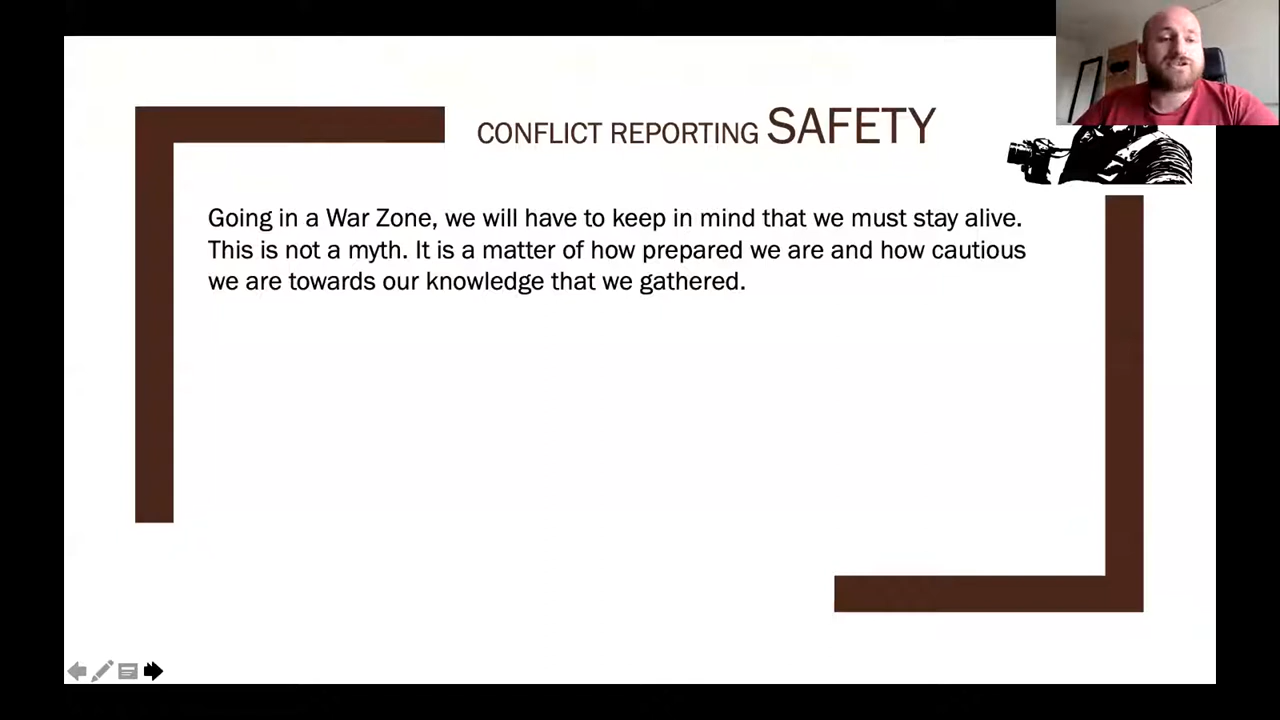 CONFLICT REPORTING SAFETY
Going in a War Zone, we will have to keep in mind that we must stay alive.
This is not a myth. It is a matter of how prepared we are and how cautious
we are towards our knowledge that we gathered.